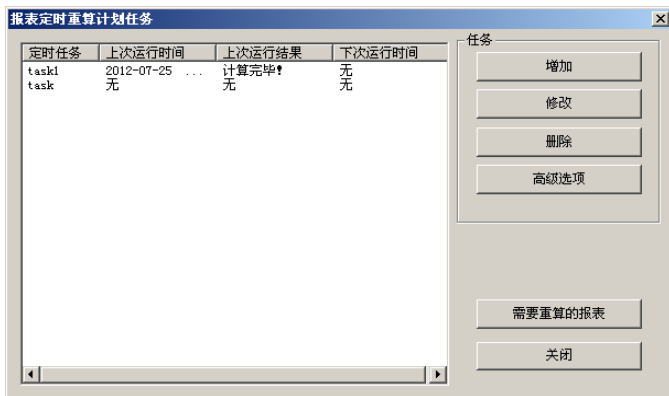 报表定时重算计划任务
定时任务 上次运行时间 上次运行结果 下次运行时间
task1 2012-07-25 ... 计算完毕! 无
task 无 无 无
任务
增加
修改
删除
高级选项
需要重算的报表
关闭